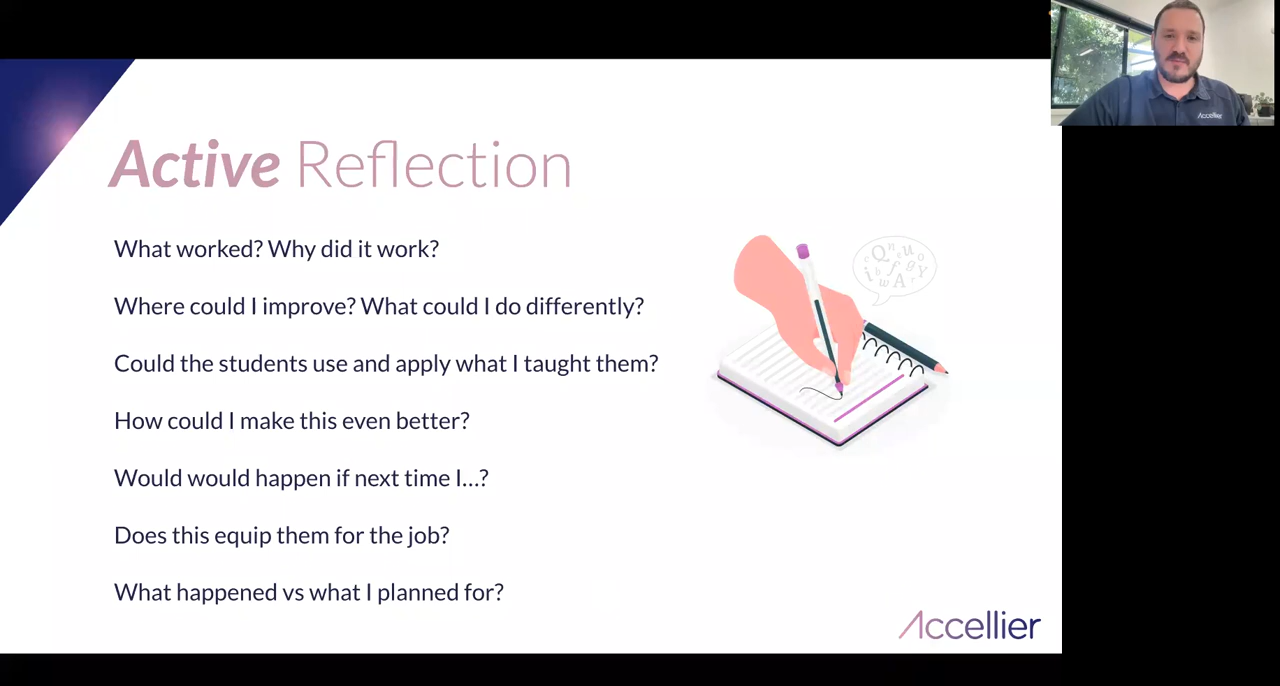 Accellier
Active Reflection
What worked? Why did it work?
Where could I improve? What could I do differently?
Could the students use and apply what I taught them?
How could I make this even better?
Would would happen if next time I...?
Does this equip them for the job?
What happened vs what I planned for?
Accellier